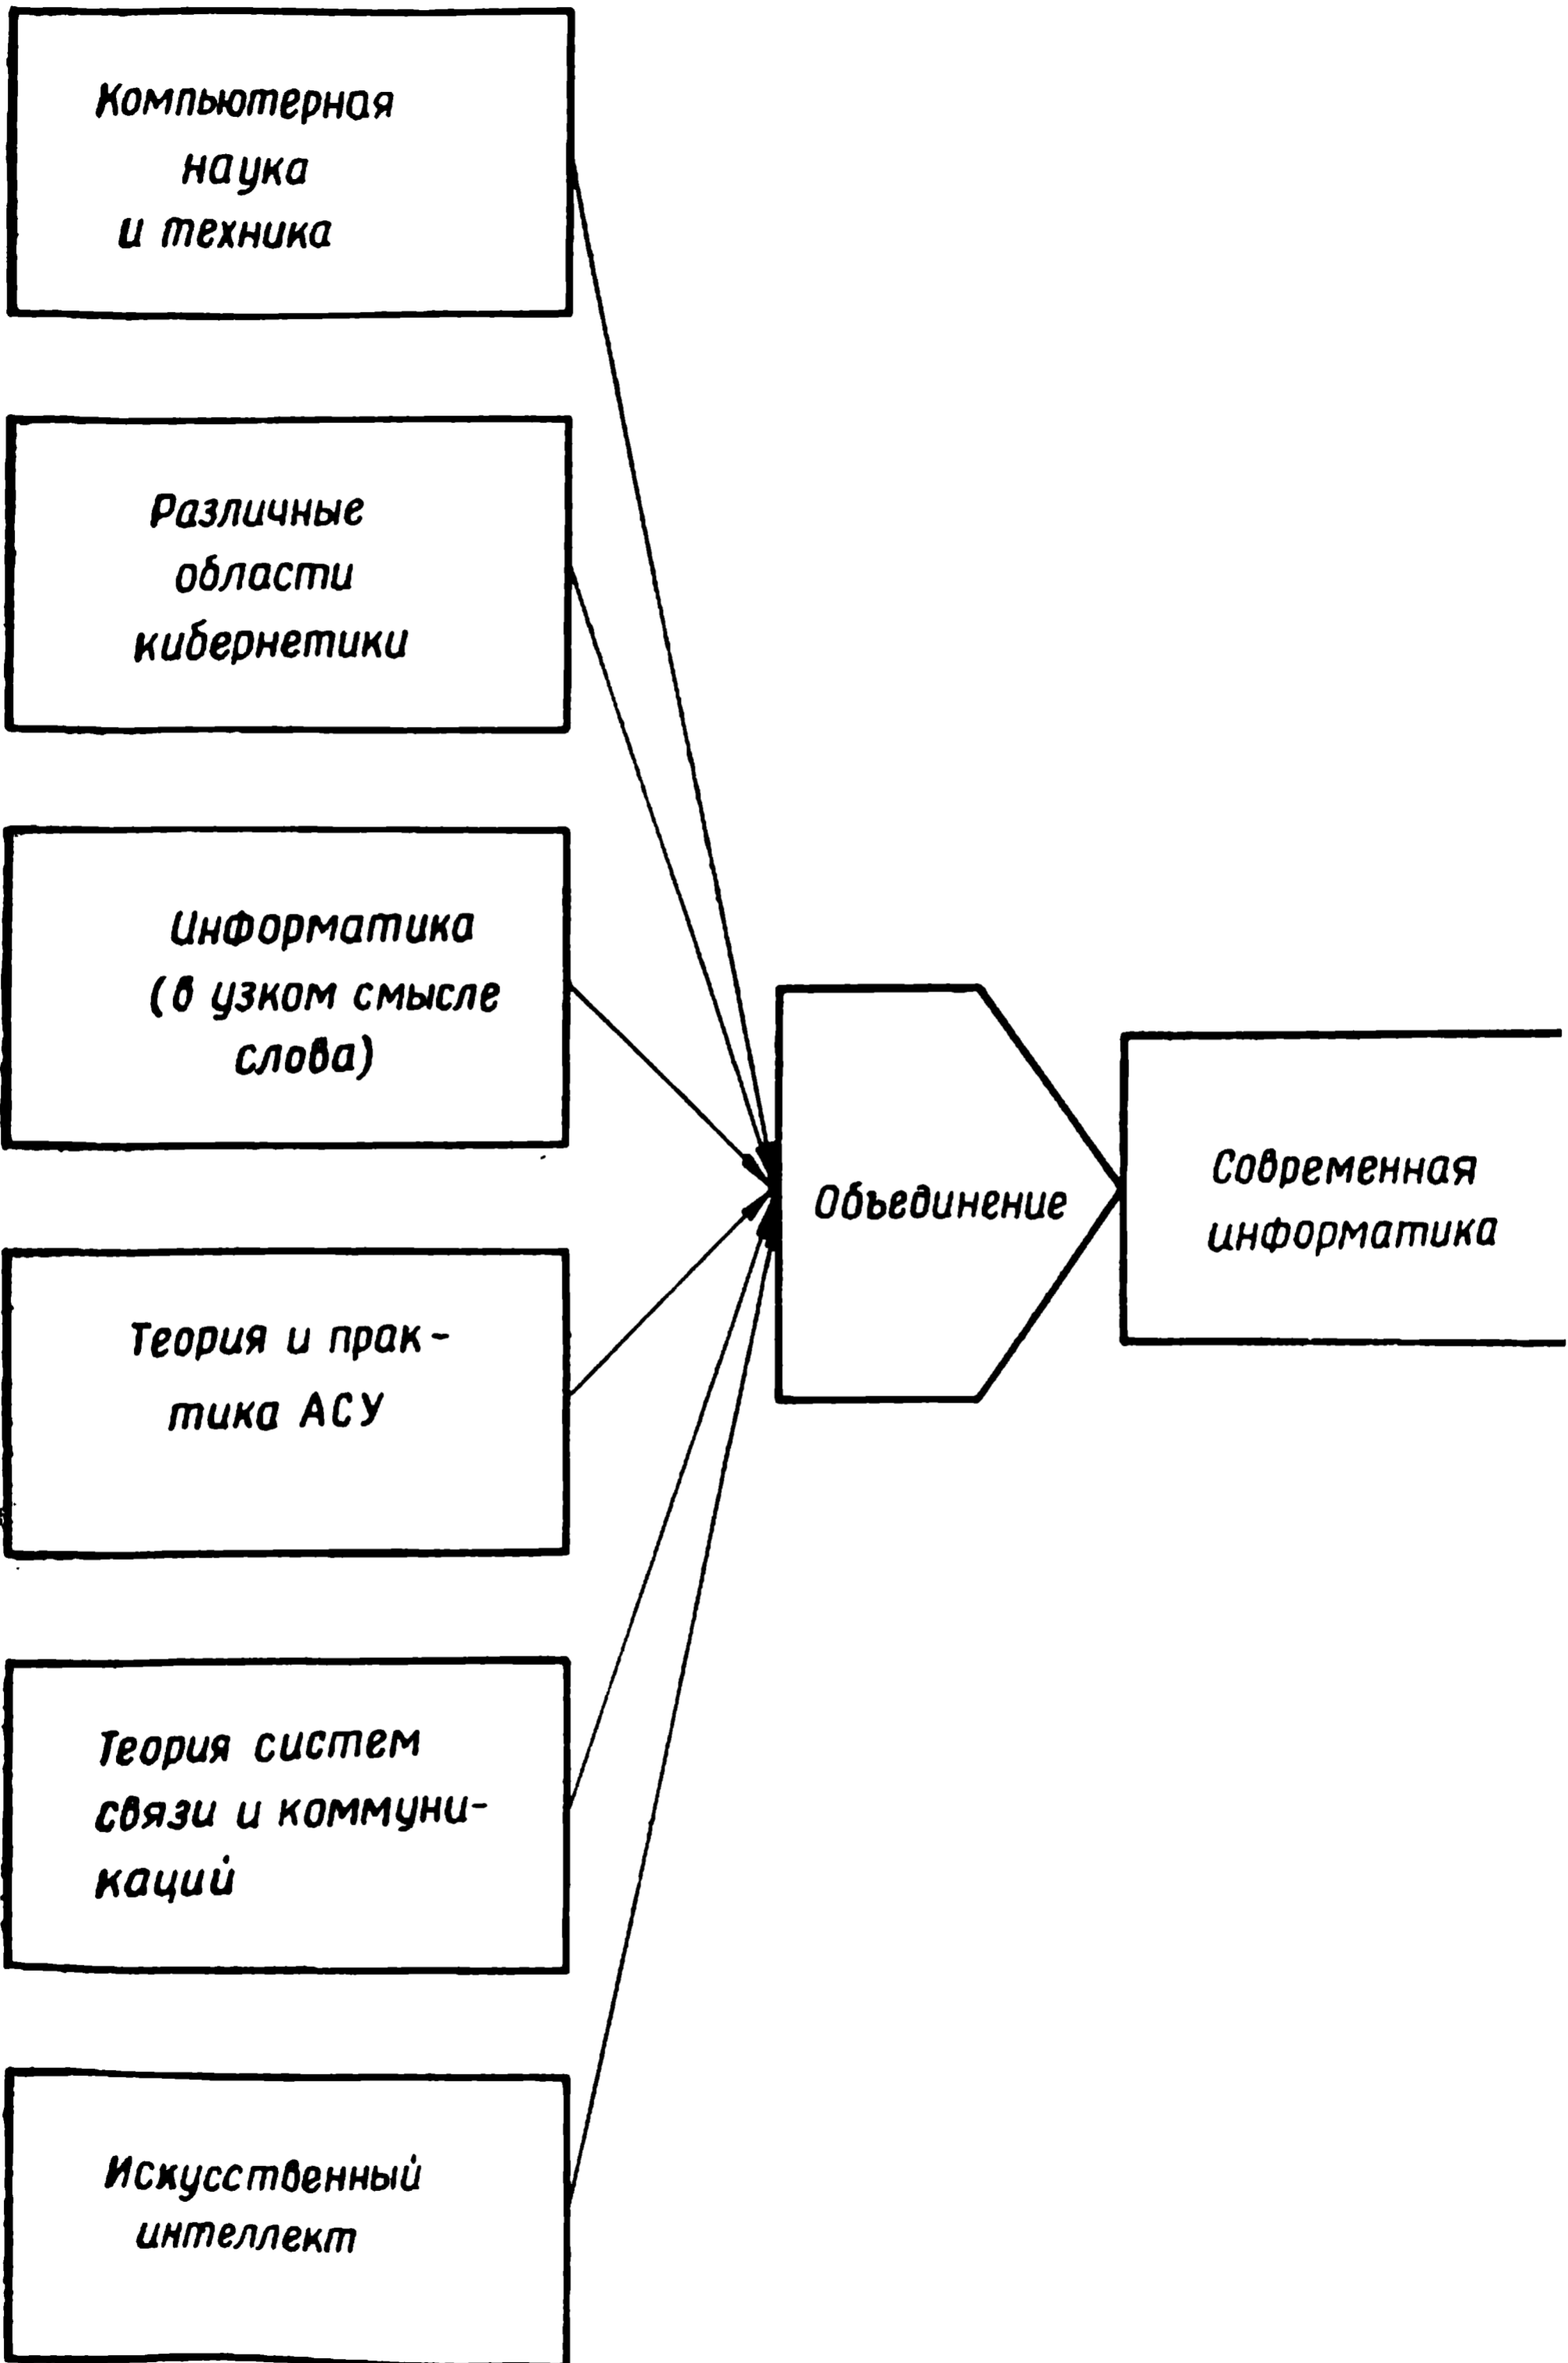 Компьютерная
наука
и техника
Различные
области
кибернетики
Информатика
(в узком смысле
слова)
Теория и прак-
тика АСУ
Теория систем
связи и коммуни-
каций
Искусственный
интеллект
Объединение
Современная
информатика